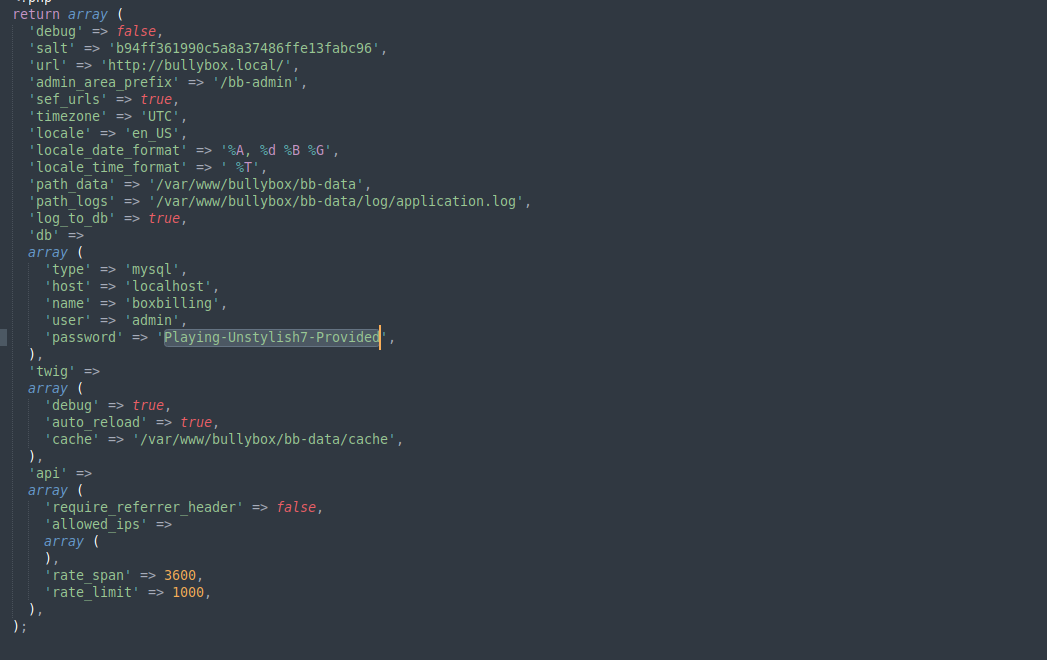 <?php
return array (
  'debug' => false,
  'salt' => 'b94ff361990c5a8a37486ffe13fabc96',
  'url' => 'http://bullybox.local/',
  'admin_area_prefix' => '/bb-admin',
  'sef_urls' => true,
  'timezone' => 'UTC',
  'locale' => 'en_US',
  'locale_date_format' => '%A, %d %B %G',
  'locale_time_format' => ' %T',
  'path_data' => '/var/www/bullybox/bb-data',
  'path_logs' => '/var/www/bullybox/bb-data/log/application.log',
  'log_to_db' => true,
  'db' =>
  array (
    'type' => 'mysql',
    'host' => 'localhost',
    'name' => 'boxbilling',
    'user' => 'admin',
    'password' => 'Playing-Unstylish7-Provided',
  ),
  'twig' =>
  array (
    'debug' => true,
    'auto_reload' => true,
    'cache' => '/var/www/bullybox/bb-data/cache',
  ),
  'api' =>
  array (
    'require_referrer_header' => false,
    'allowed_ips' =>
    array (
    ),
    'rate_span' => 3600,
    'rate_limit' => 1000,
  ),
);